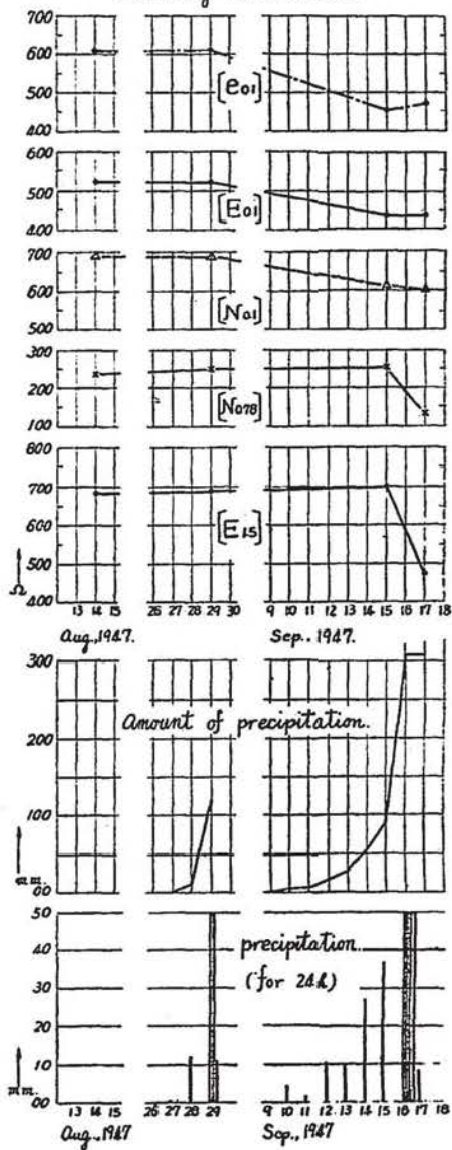 600
500
400
[e01]
600
500
400
[E01]
700
600
500
[N01]
300
200
100
[N078]
800
700
600
500
400
[E15]
Ω
13 14 15 26 27 28 29 30 9 10 11 12 13 14 15 16 17 18
Aug., 1947. Sep., 1947.
300
Amount of precipitation.
200
100
00
mm.
50
precipitation
40
(for 24h)
30
20
10
00
mm.
13 14 15 26 27 28 29 9 10 11 12 13 14 15 16 17 18
Aug., 1947 Sep., 1947